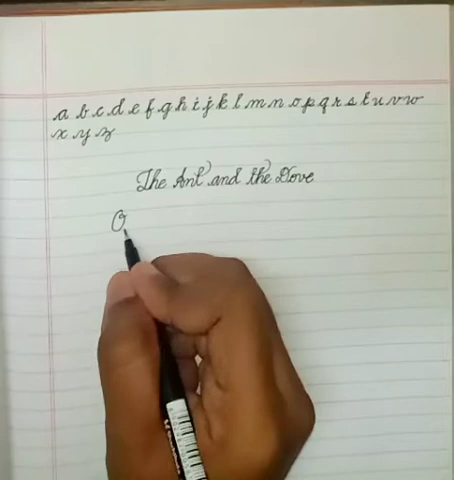 a b c d e f g h i j k l m n o p q r s t u v w
x y z
The Ant and the Dove
O